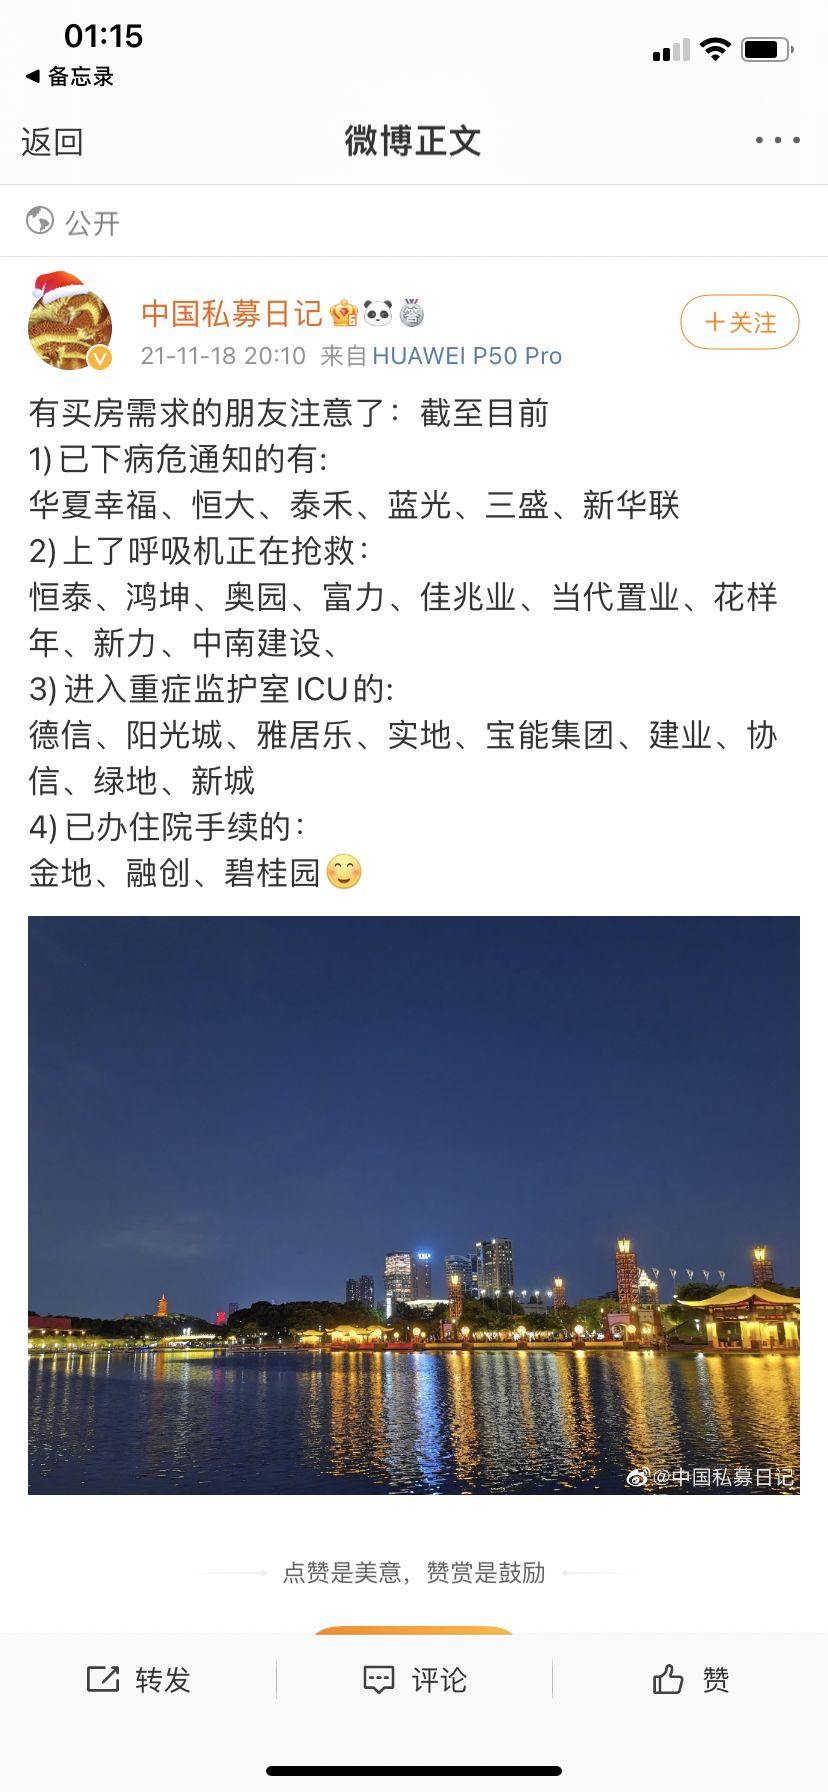 01:15
◀ 备忘录
返回
微博正文
公开
中国私募日记
+关注
21-11-18 20:10 来自 HUAWEI P50 Pro
有买房需求的朋友注意了：截至目前
1)已下病危通知的有:
华夏幸福、恒大、泰禾、蓝光、三盛、新华联
2)上了呼吸机正在抢救：
恒泰、鸿坤、奥园、富力、佳兆业、当代置业、花样
年、新力、中南建设、
3)进入重症监护室ICU的:
德信、阳光城、雅居乐、实地、宝能集团、建业、协
信、绿地、新城
4)已办住院手续的：
金地、融创、碧桂园😊
@中国私募日记
点赞是美意，赞赏是鼓励
转发
评论
赞